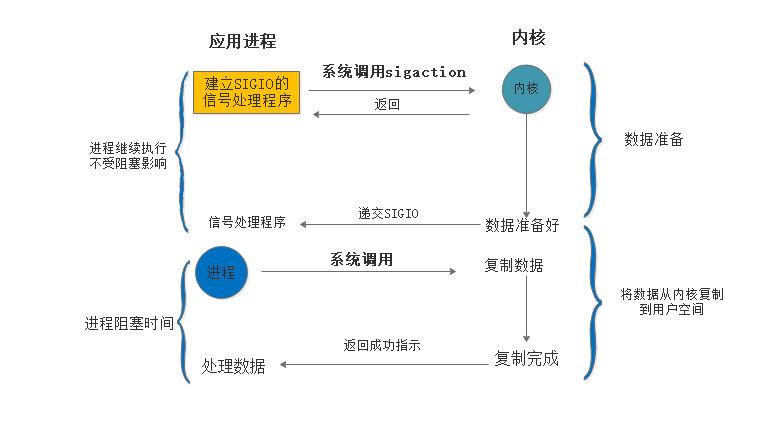 应用进程
内核
建立SIGIO的
信号处理程序
系统调用sigaction
内核
返回
进程继续执行
不受阻塞影响
数据准备
信号处理程序
递交SIGIO
数据准备好
进程
系统调用
复制数据
进程阻塞时间
将数据从内核复制
到用户空间
处理数据
返回成功指示
复制完成